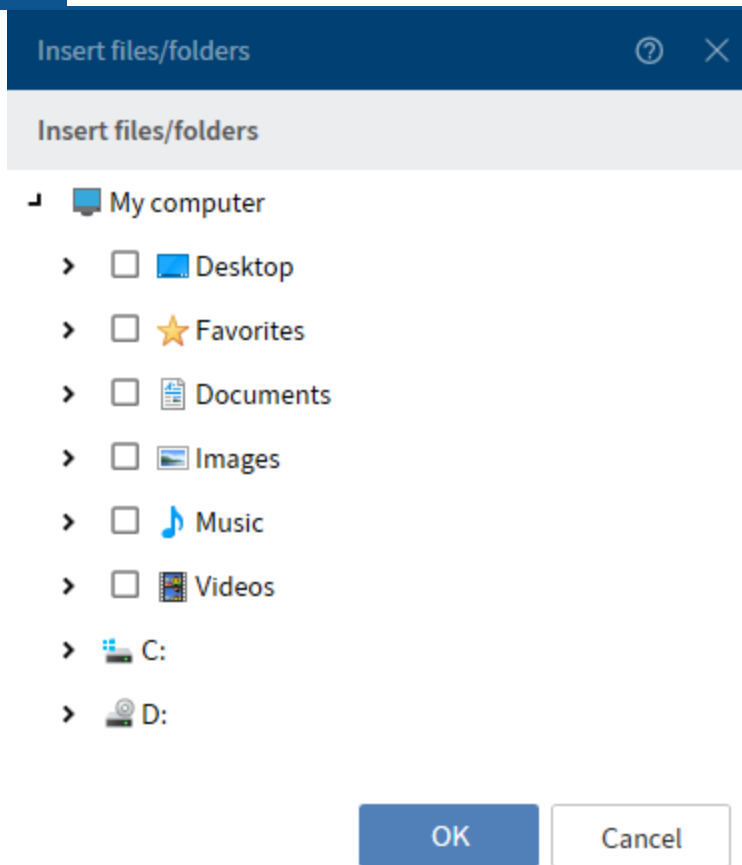 Insert files/folders
Insert files/folders
My computer
Desktop
Favorites
Documents
Images
Music
Videos
C:
D:
OK Cancel